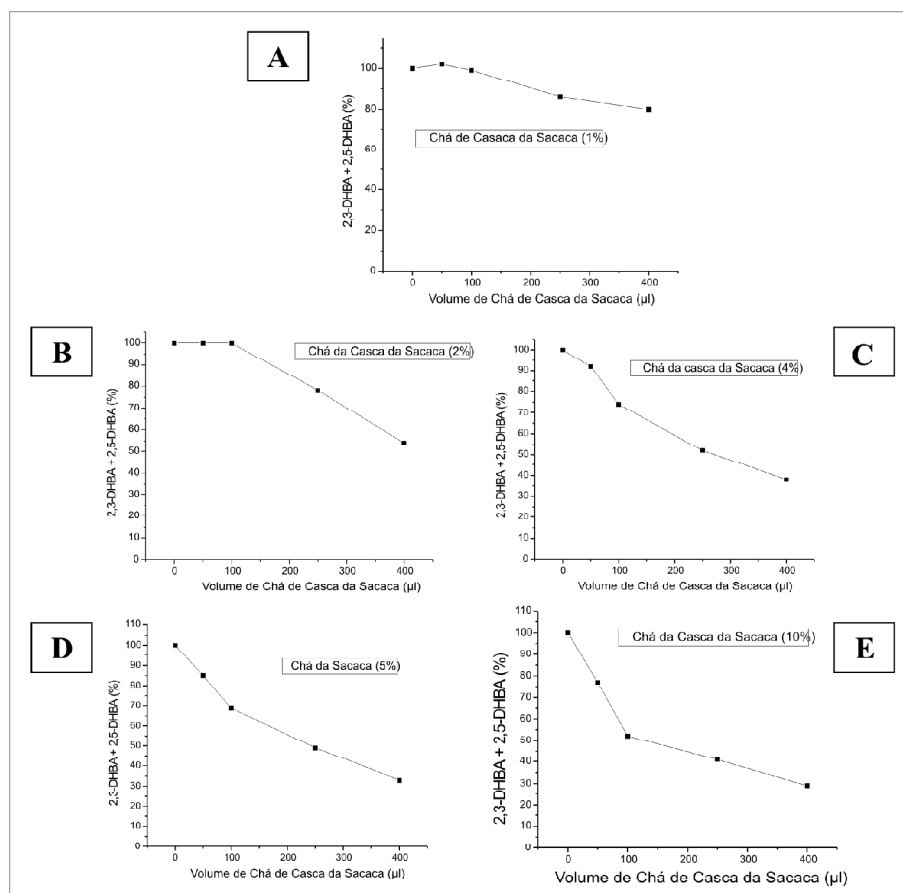 A
2,3-DHBA + 2,5-DHBA (%)
100
80
60
40
20
0
Chá de Casaca da Sacaca (1%)
0 100 200 300 400
Volume de Chá de Casca da Sacaca (µl)
B
2,3-DHBA + 2,5-DHBA (%)
100
90
80
70
60
50
40
30
20
10
0
Chá da Casca da Sacaca (2%)
0 100 200 300 400
Volume de Chá de Casca da Sacaca (µl)
C
2,3-DHBA + 2,5-DHBA (%)
100
90
80
70
60
50
40
30
20
10
0
Chá da casca da Sacaca (4%)
0 100 200 300 400
Volume de Chá de Casca da Sacaca (µl)
D
2,3-DHBA + 2,5-DHBA (%)
110
100
90
80
70
60
50
40
30
20
10
0
Chá da Sacaca (5%)
0 100 200 300 400
Volume de Chá de Casca da Sacaca (µl)
E
2,3-DHBA + 2,5-DHBA (%)
110
100
90
80
70
60
50
40
30
20
10
0
Chá da Casca da Sacaca (10%)
0 100 200 300 400
Volume de Chá de Casca da Sacaca (µl)